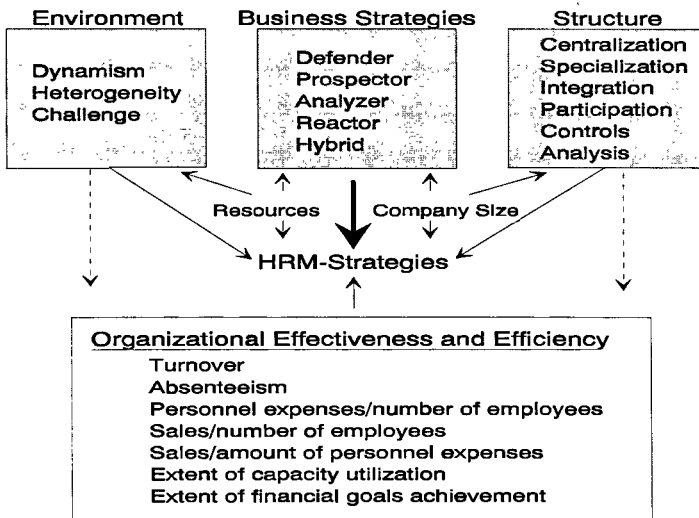 Environment
Dynamism
Heterogeneity
Challenge
Business Strategies
Defender
Prospector
Analyzer
Reactor
Hybrid
Structure
Centralization
Specialization
Integration
Participation
Controls
Analysis
Resources
Company Size
HRM-Strategies
Organizational Effectiveness and Efficiency
Turnover
Absenteeism
Personnel expenses/number of employees
Sales/number of employees
Sales/amount of personnel expenses
Extent of capacity utilization
Extent of financial goals achievement